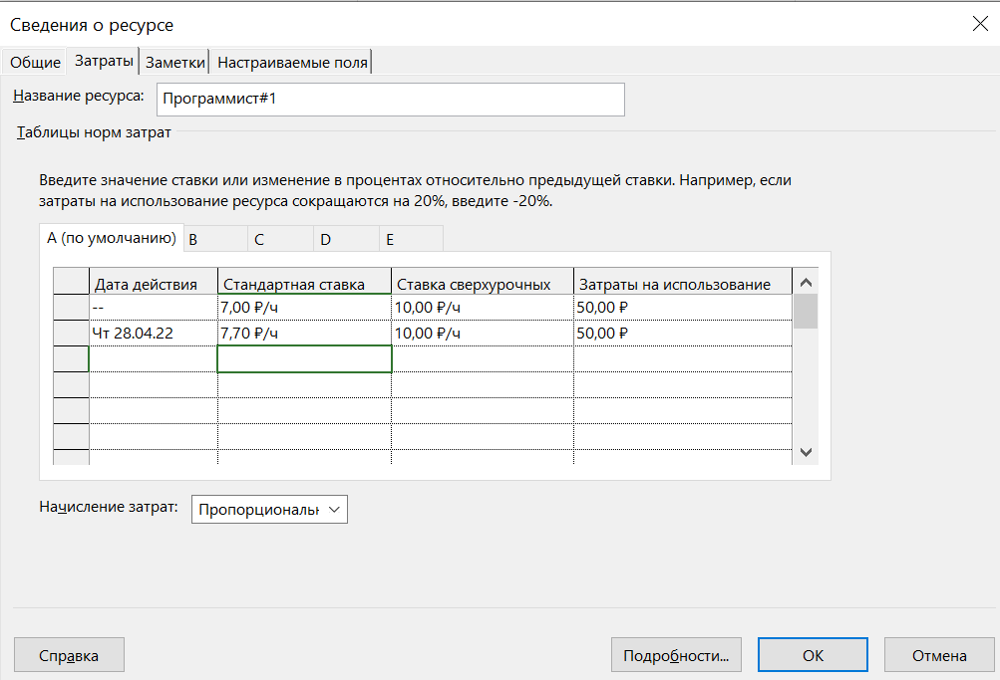 Сведения о ресурсе
Общие Затраты Заметки Настраиваемые поля
Название ресурса: Программист#1
Таблицы норм затрат
Введите значение ставки или изменение в процентах относительно предыдущей ставки. Например, если
затраты на использование ресурса сокращаются на 20%, введите -20%.
A (по умолчанию) B C D E
Дата действия Стандартная ставка Ставка сверхурочных Затраты на использование
-- 7,00 ₽/ч 10,00 ₽/ч 50,00 ₽
Чт 28.04.22 7,70 ₽/ч 10,00 ₽/ч 50,00 ₽
Начисление затрат: Пропорциональн
Справка Подробности... ОК Отмена